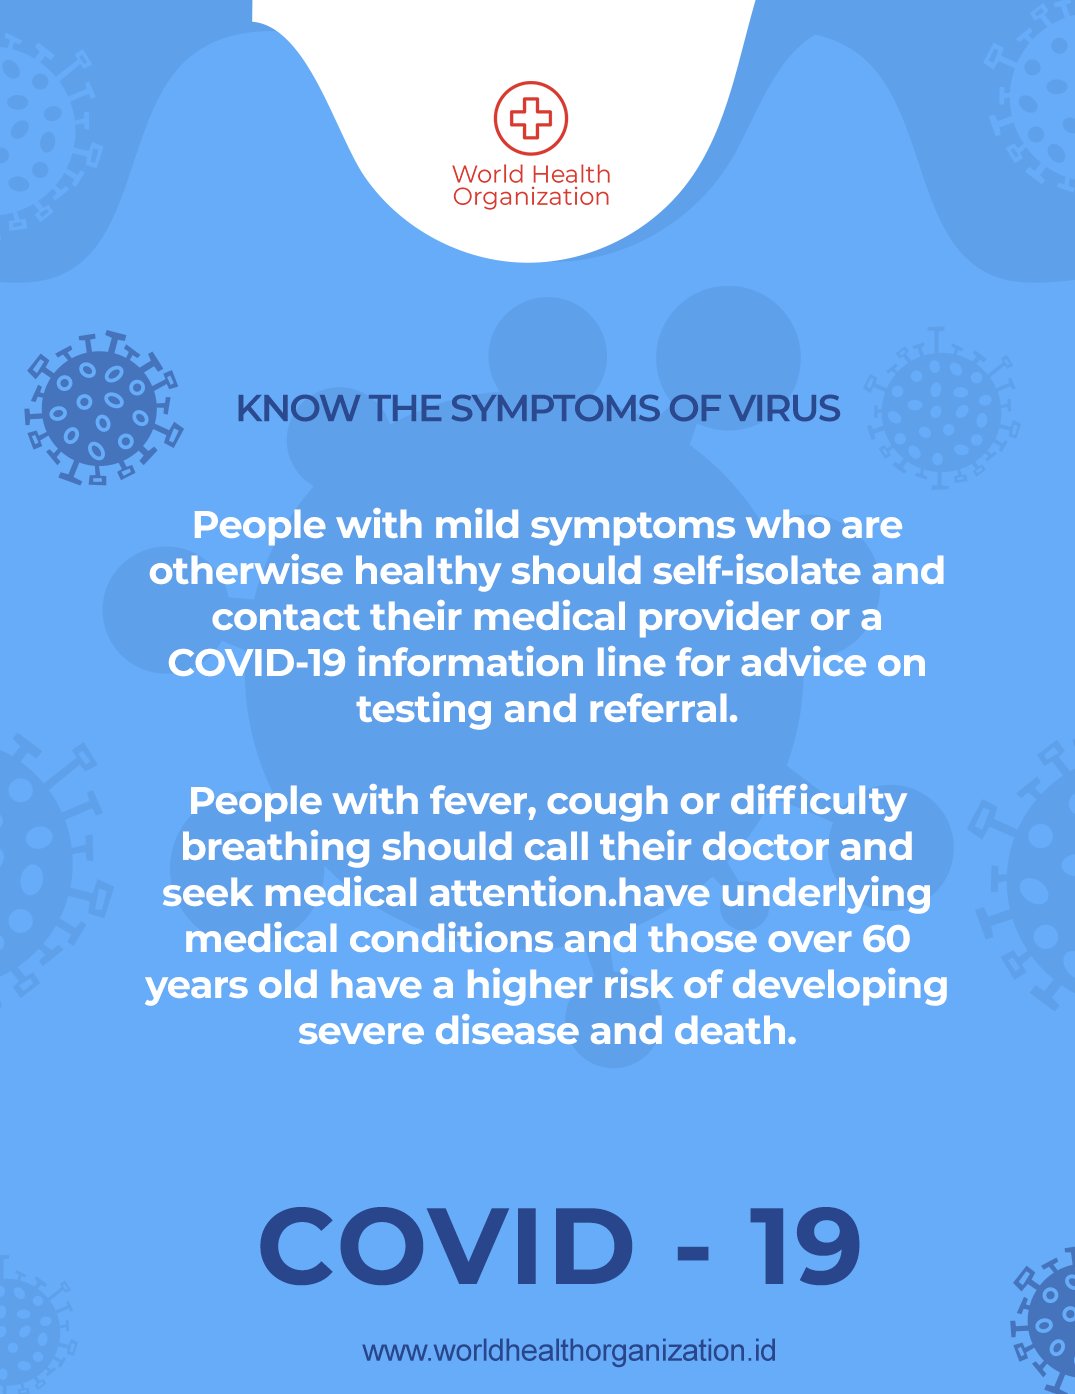 World Health
Organization
KNOW THE SYMPTOMS OF VIRUS
People with mild symptoms who are
otherwise healthy should self-isolate and
contact their medical provider or a
COVID-19 information line for advice on
testing and referral.
People with fever, cough or difficulty
breathing should call their doctor and
seek medical attention.have underlying
medical conditions and those over 60
years old have a higher risk of developing
severe disease and death.
COVID - 19
www.worldhealthorganization.id